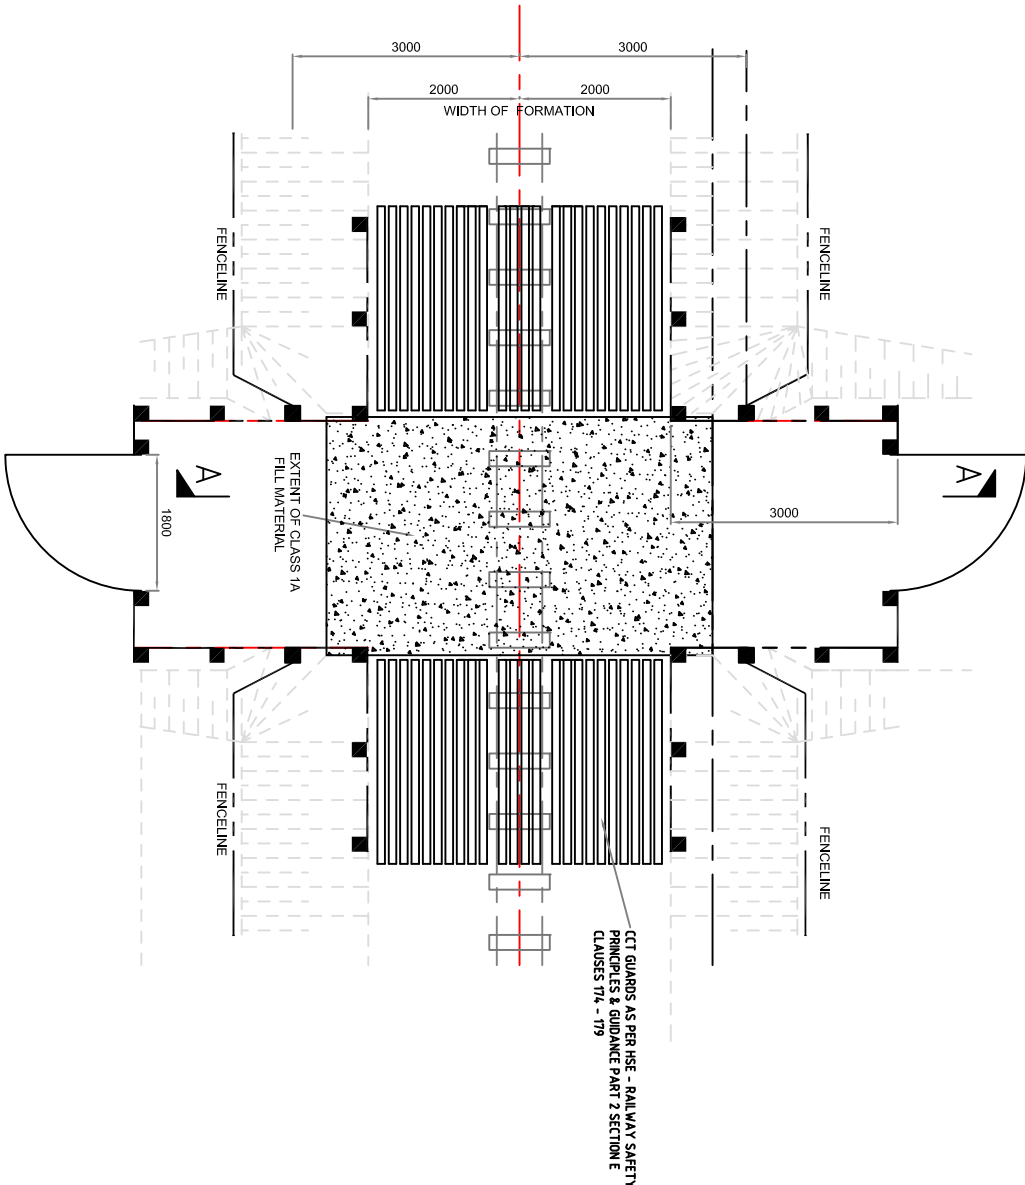 3000
3000
2000
2000
WIDTH OF FORMATION
FENCELINE
FENCELINE
A
A
EXTENT OF CLASS 1A
FILL MATERIAL
1800
3000
FENCELINE
FENCELINE
CCT GUARDS AS PER HSE - RAILWAY SAFETY
PRINCIPLES & GUIDANCE PART 2 SECTION E
CLAUSES 174 - 179